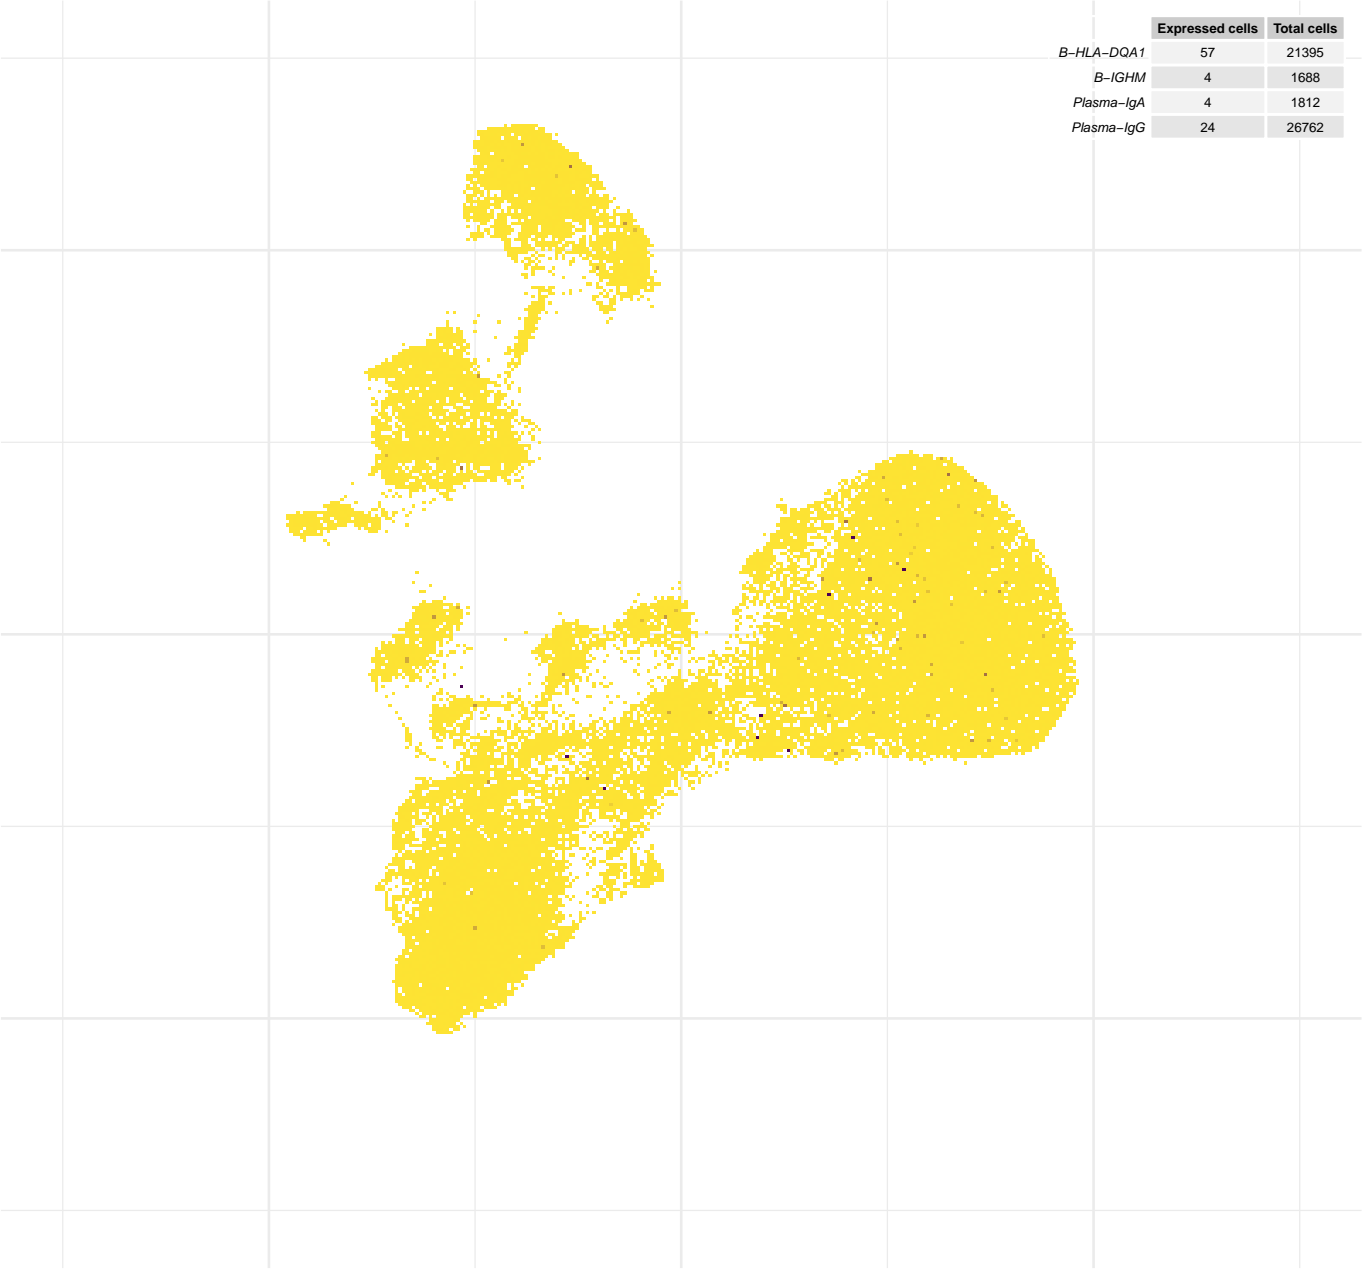 Expressed cells Total cells
B−HLA−DQA1 57 21395
B−IGHM 4 1688
Plasma−IgA 4 1812
Plasma−IgG 24 26762